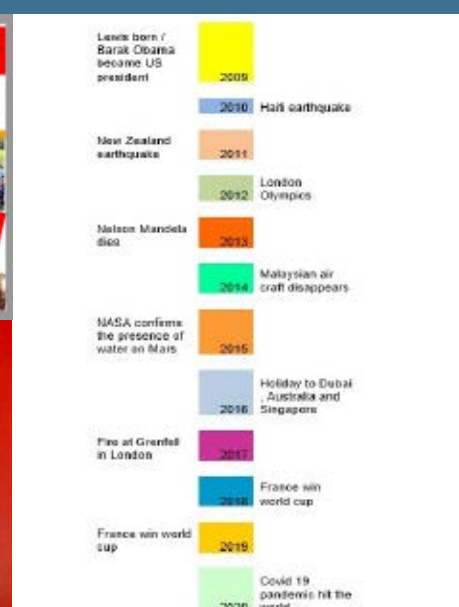 Lewis born /
Barak Obama
became US
president
2009
2010 Haiti earthquake
New Zealand
earthquake
2011
London
2012 Olympics
Nelson Mandela
dies
2013
Malaysian air
2014 craft disappears
NASA confirms
the presence of
water on Mars
2015
Holiday to Dubai
, Australia and
2016 Singapore
Fire at Grenfell
in London
2017
France win
2018 world cup
France win world
cup
2019
Covid 19
pandemic hit the
2020 world